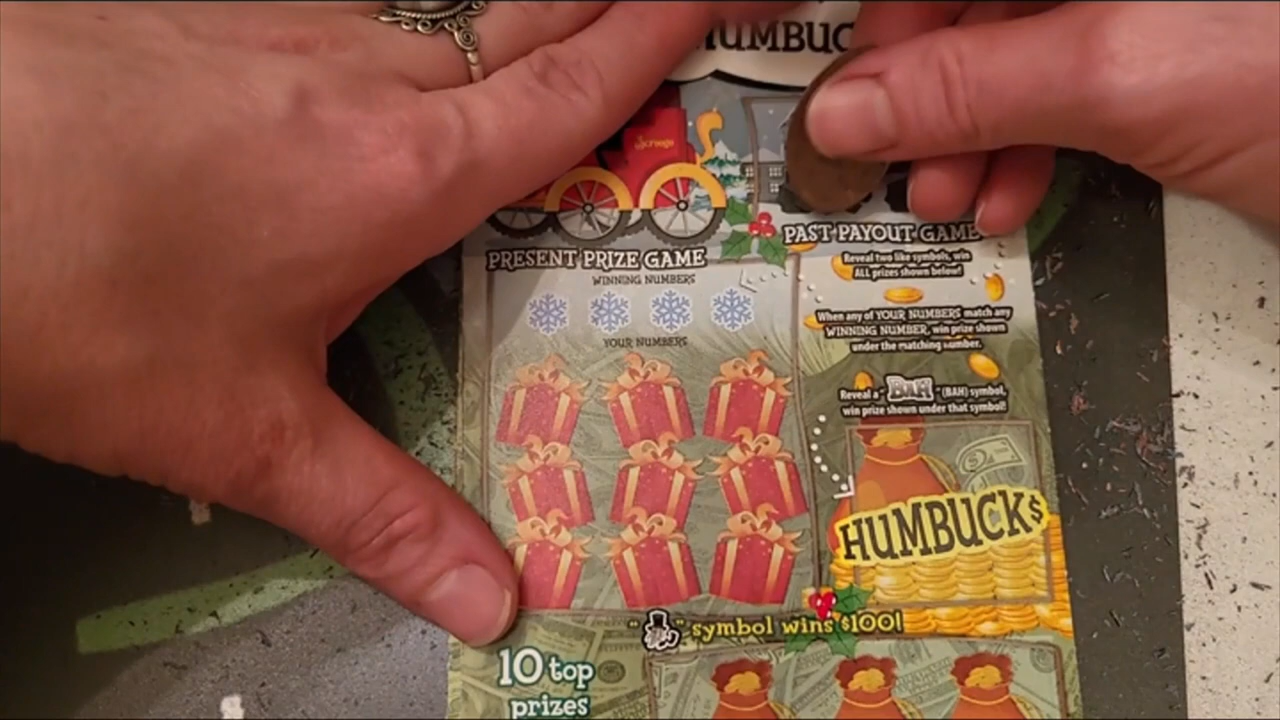 HUMBUC
Scrooge
PAST PAYOUT GAME
Reveal two like symbols, win
ALL prizes shown below!
PRESENT PRIZE GAME
WINNING NUMBERS
YOUR NUMBERS
When any of YOUR NUMBERS match any
WINNING NUMBER, win prize shown
under the matching number.
Reveal a "BAH" (BAH) symbol,
win prize shown under that symbol!
HUMBUCK$
" " symbol wins $100!
10 top
prizes